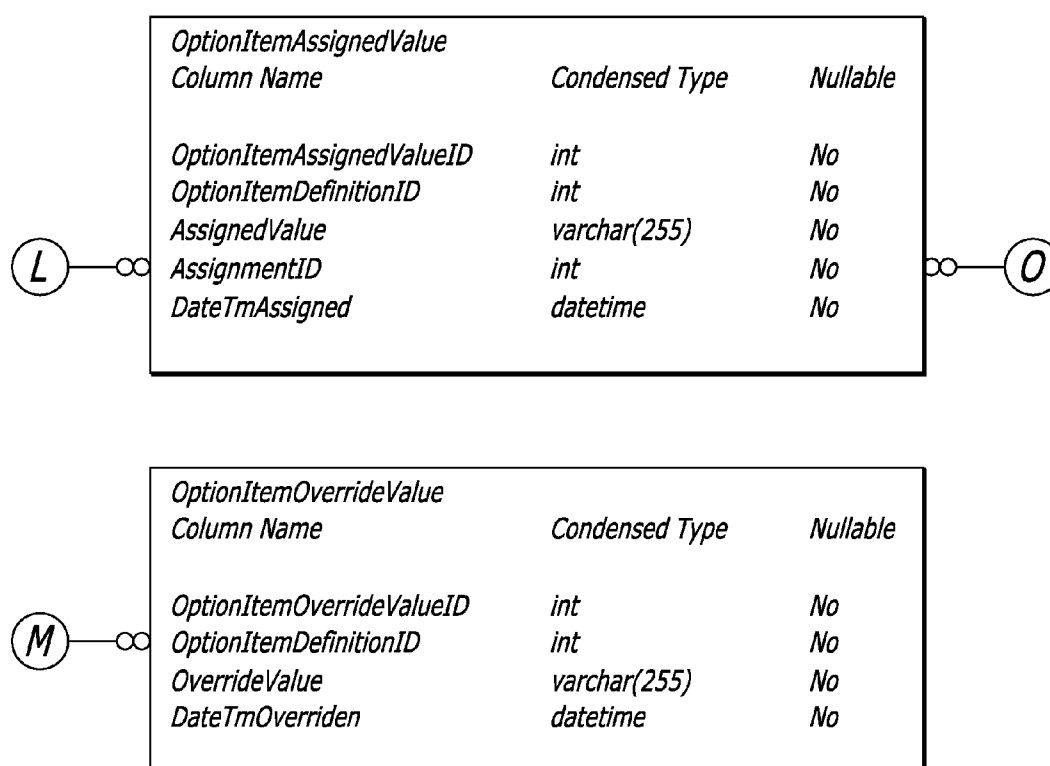 OptionItemAssignedValue
Column Name Condensed Type Nullable
OptionItemAssignedValueID int No
OptionItemDefinitionID int No
AssignedValue varchar(255) No
L AssignmentID int No O
DateTmAssigned datetime No
OptionItemOverrideValue
Column Name Condensed Type Nullable
OptionItemOverrideValueID int No
M OptionItemDefinitionID int No
OverrideValue varchar(255) No
DateTmOverriden datetime No